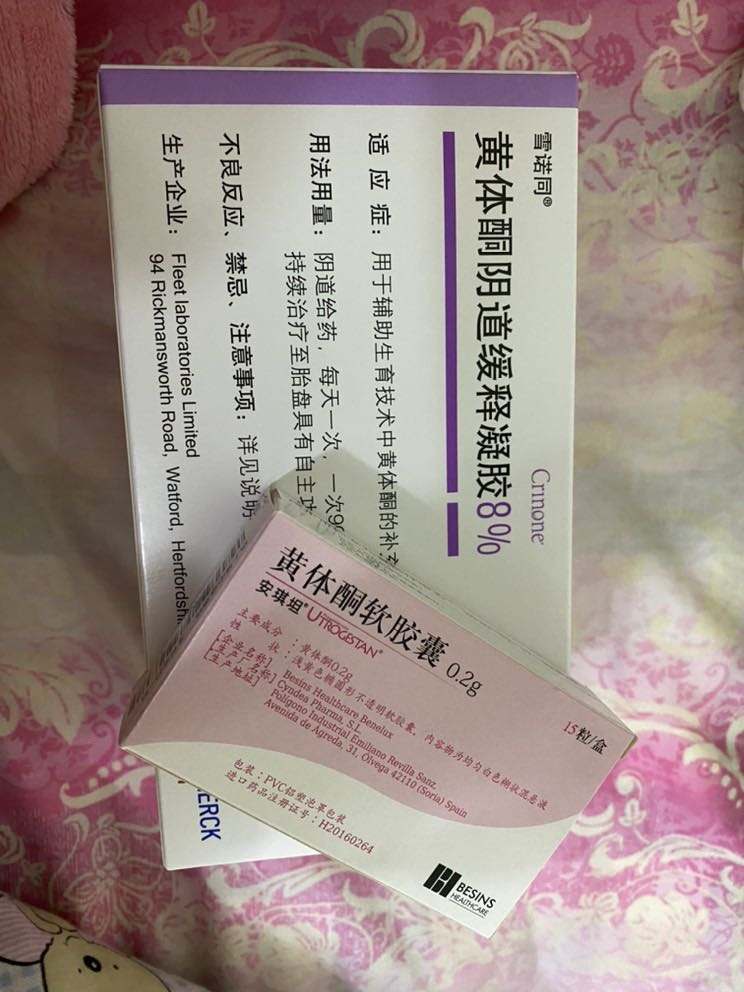 雪诺同®
Crinone®
黄体酮阴道缓释凝胶8%
适 应 症：用于辅助生育技术中黄体酮的补充
用法用量：阴道给药，每天一次，一次90
持续治疗至胎盘具有自主功
不良反应、禁忌、注意事项：详见说明
生产企业：Fleet laboratories Limited
94 Rickmansworth Road, Watford, Hertfordshi
ERCK
黄体酮软胶囊 0.2g
安琪坦® UTROGESTAN®
15粒/盒
主要成分：黄体酮0.2g
性 状：浅黄色椭圆形不透明软胶囊，内容物为均匀白色糊状混悬液
[企业名称] Besins Healthcare Benelux
[生产厂名称] Cyndea Pharma, S.L.
[生产地址] Poligono Industrial Emiliano Revilla Sanz,
Avenida de Agreda, 31, Olvega 42110 (Soria) Spain
包装：PVC铝塑泡罩包装
进口药品注册证号：H20160264
BESINS
HEALTHCARE